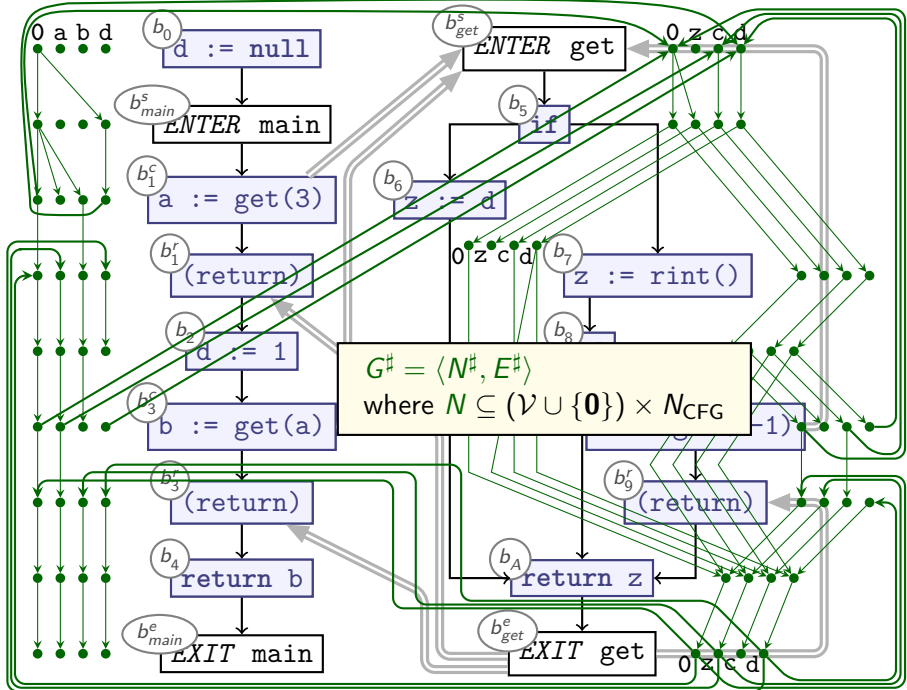 0 a b d
b₀
d := null
bˢmain
ENTER main
bᶜ₁
a := get(3)
bʳ₁
(return)
b₂
d := 1
bᶜ₃
b := get(a)
bʳ₃
(return)
b₄
return b
bᵉmain
EXIT main
bˢget
ENTER get
0 z c d
b₅
if
b₆
z := d
0 z c d
b₇
z := rint()
b₈
G♯ = ⟨N♯, E♯⟩
where N ⊆ (𝒱 ∪ {0}) × N_CFG
-1)
bʳ₉
(return)
b_A
return z
bᵉget
EXIT get
0 z c d